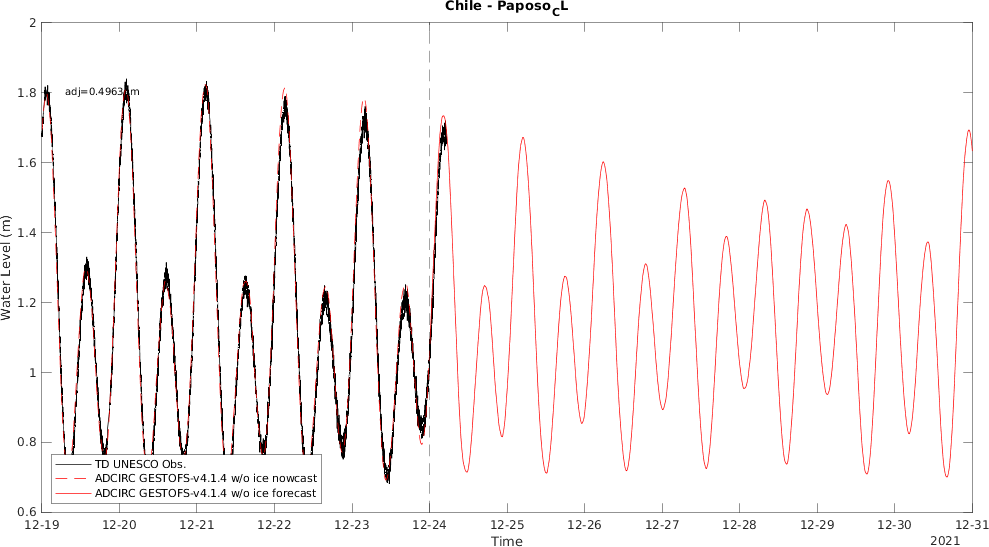 Chile - Paposo_CL
2
adj=0.4963 m
1.8
1.6
1.4
1.2
1
0.8
0.6
Water Level (m)
TD UNESCO Obs.
ADCIRC GESTOFS-v4.1.4 w/o ice nowcast
ADCIRC GESTOFS-v4.1.4 w/o ice forecast
12-19 12-20 12-21 12-22 12-23 12-24 12-25 12-26 12-27 12-28 12-29 12-30 12-31
Time
2021